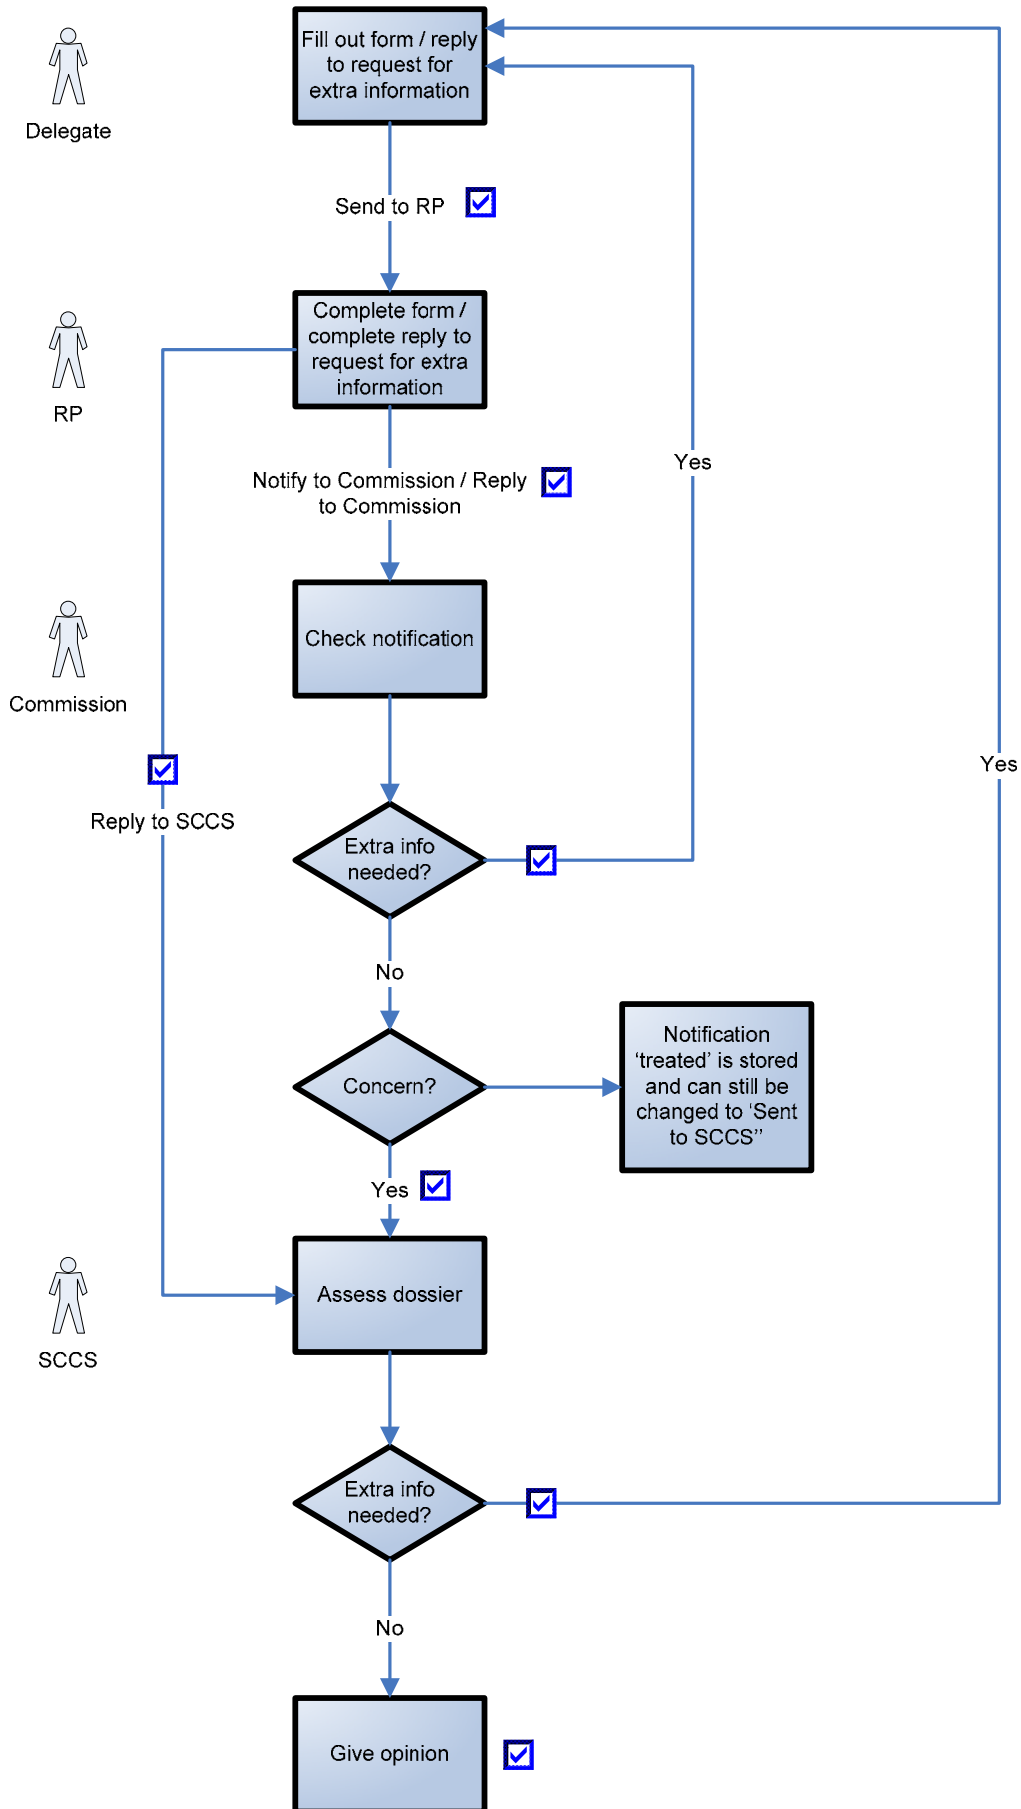 Fill out form / reply
to request for
extra information
Delegate
Send to RP
Complete form /
complete reply to
request for extra
information
RP
Yes
Notify to Commission / Reply
to Commission
Check notification
Commission
Yes
Reply to SCCS
Extra info
needed?
No
Notification
‘treated’ is stored
and can still be
changed to ‘Sent
to SCCS’’
Concern?
Yes
Assess dossier
SCCS
Extra info
needed?
No
Give opinion